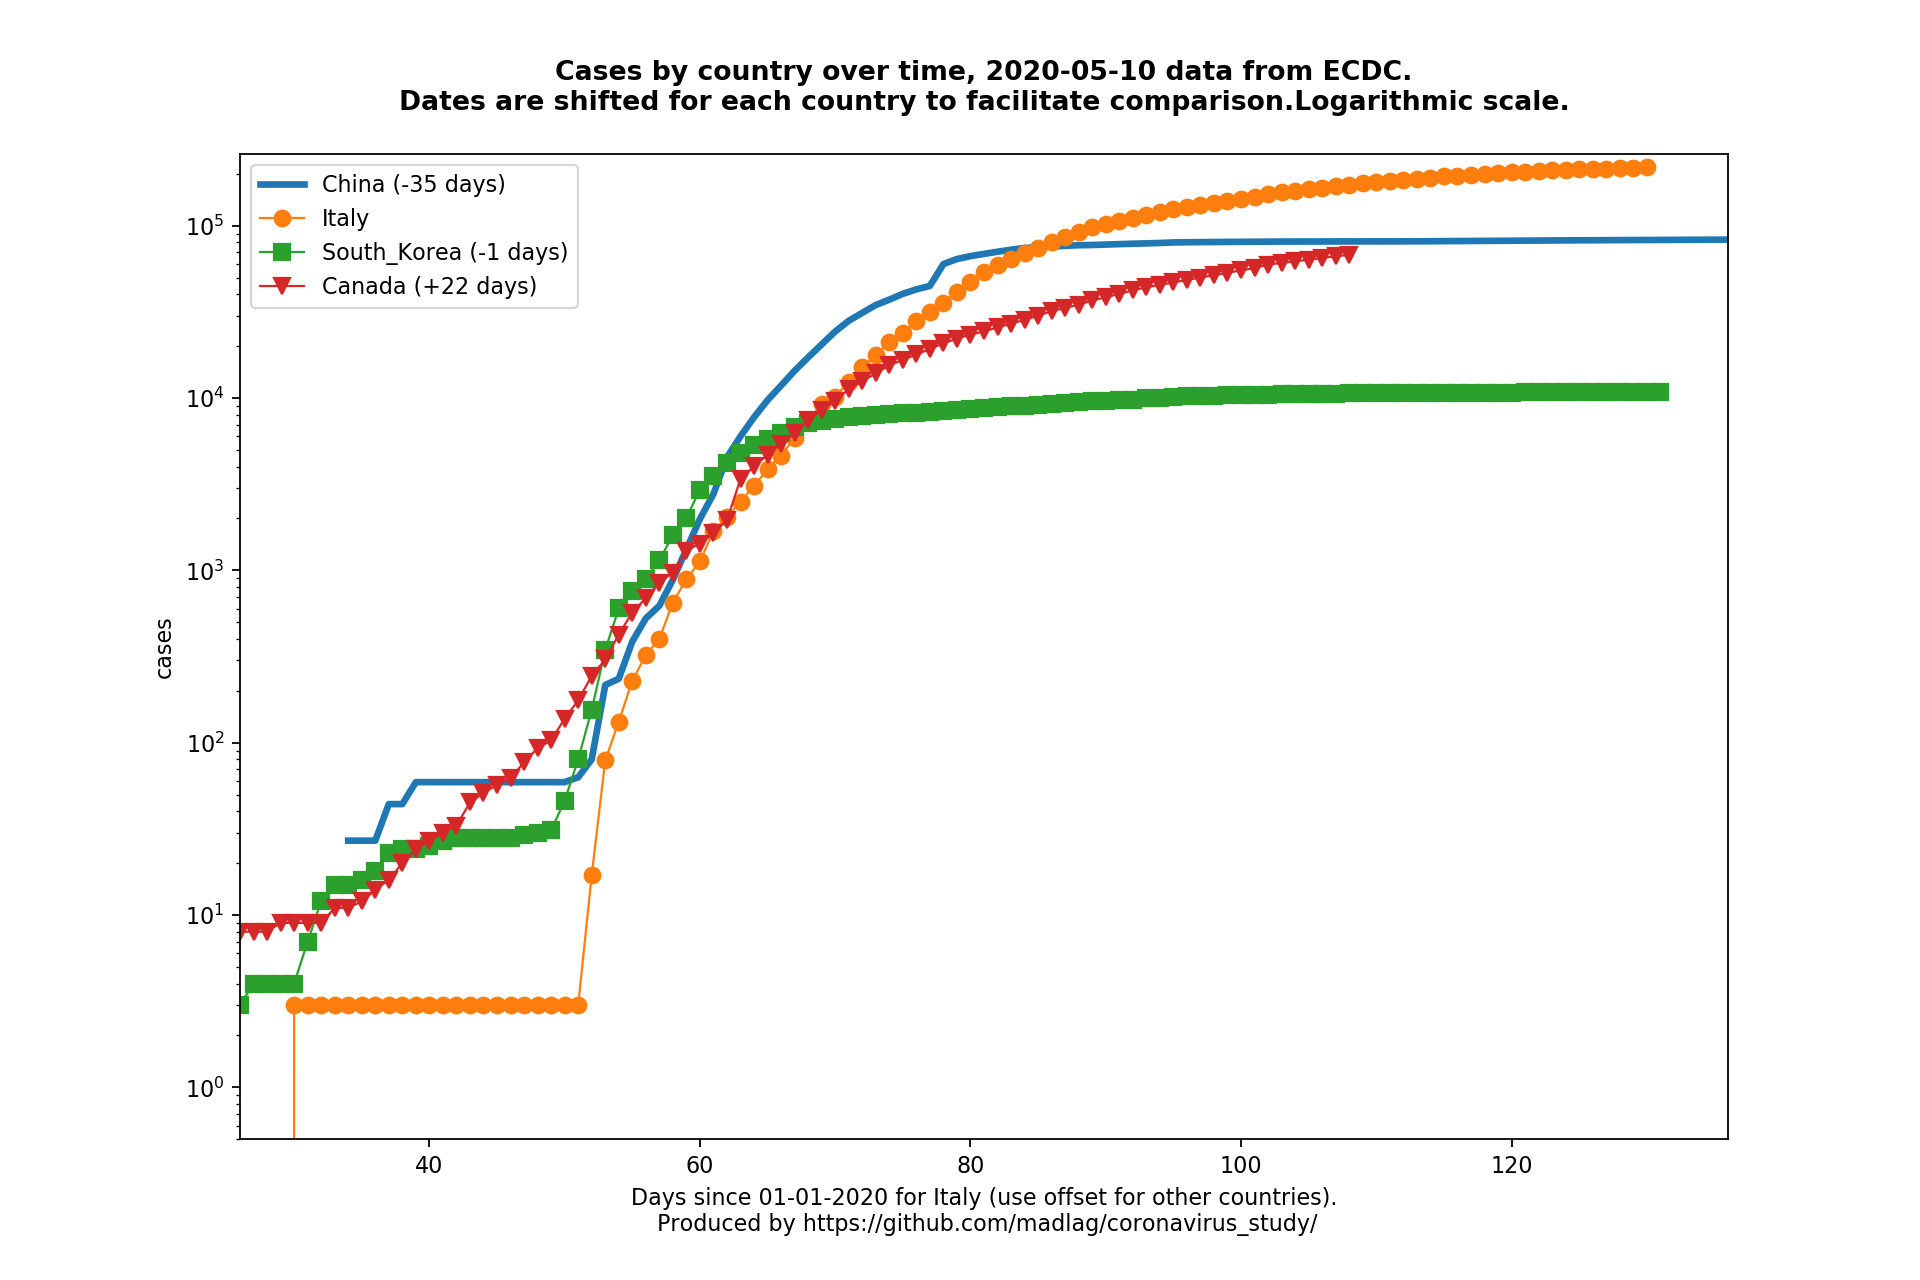 Cases by country over time, 2020-05-10 data from ECDC.
Dates are shifted for each country to facilitate comparison.Logarithmic scale.
China (-35 days)
Italy
South_Korea (-1 days)
Canada (+22 days)
10^5
10^4
10^3
10^2
10^1
10^0
cases
40 60 80 100 120
Days since 01-01-2020 for Italy (use offset for other countries).
Produced by https://github.com/madlag/coronavirus_study/